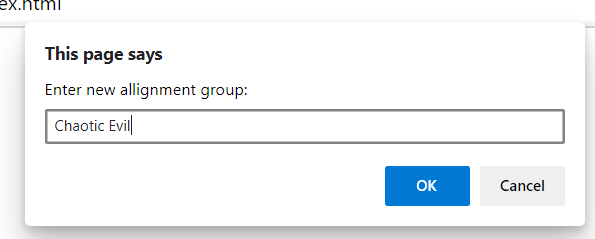 ex.html
This page says
Enter new allignment group:
Chaotic Evil
OK Cancel